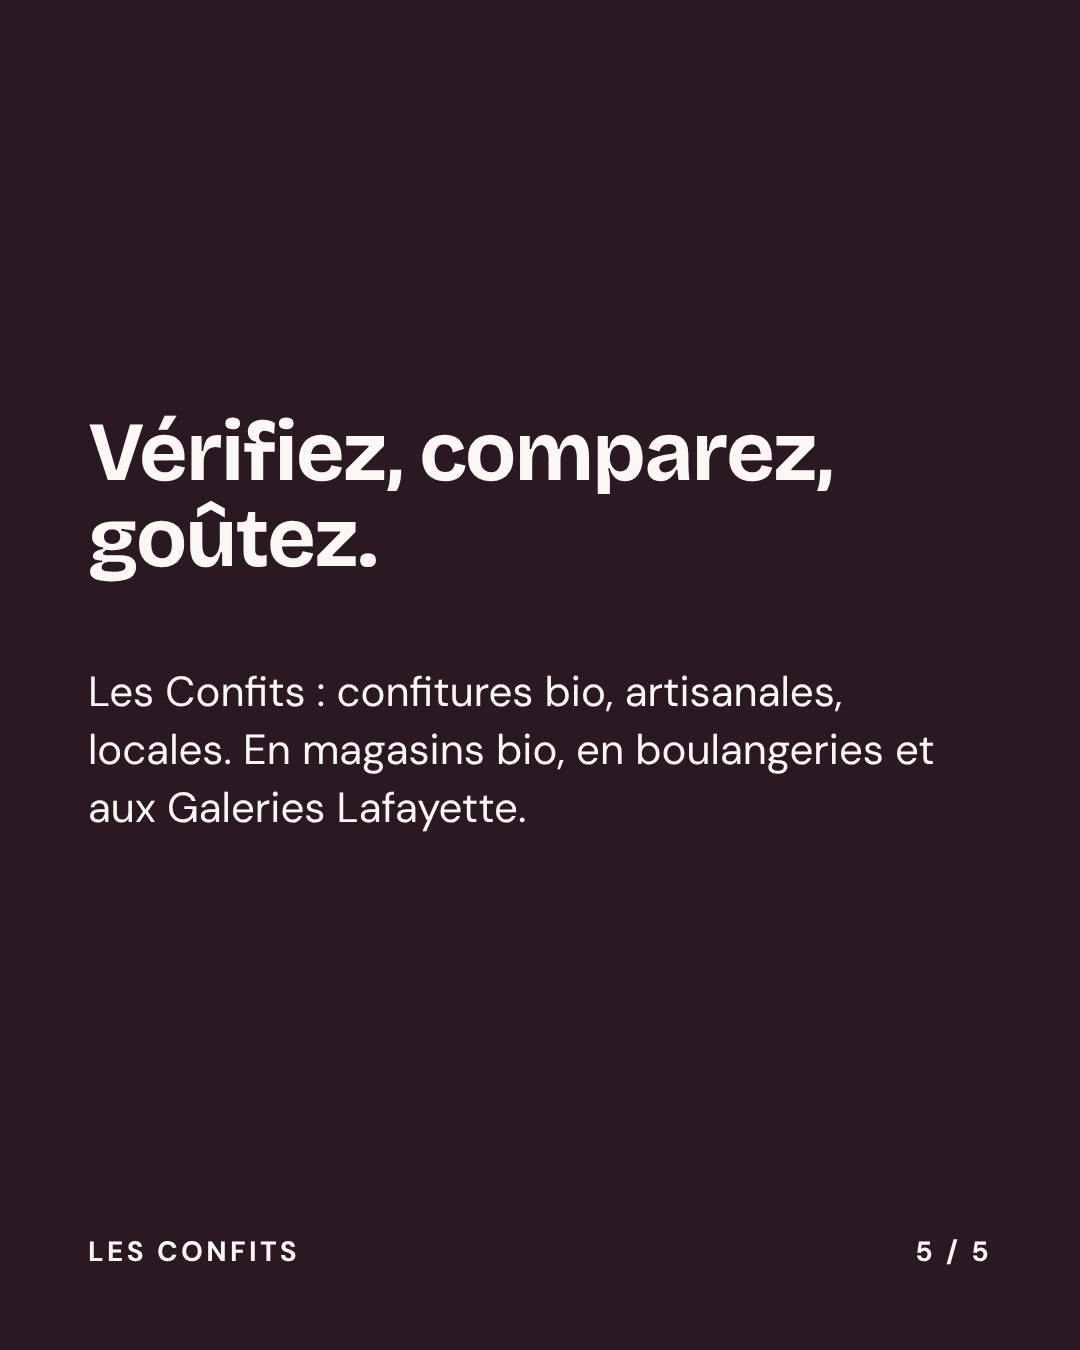 Vérifiez, comparez,
goûtez.
Les Confits : confitures bio, artisanales,
locales. En magasins bio, en boulangeries et
aux Galeries Lafayette.
LES CONFITS
5 / 5